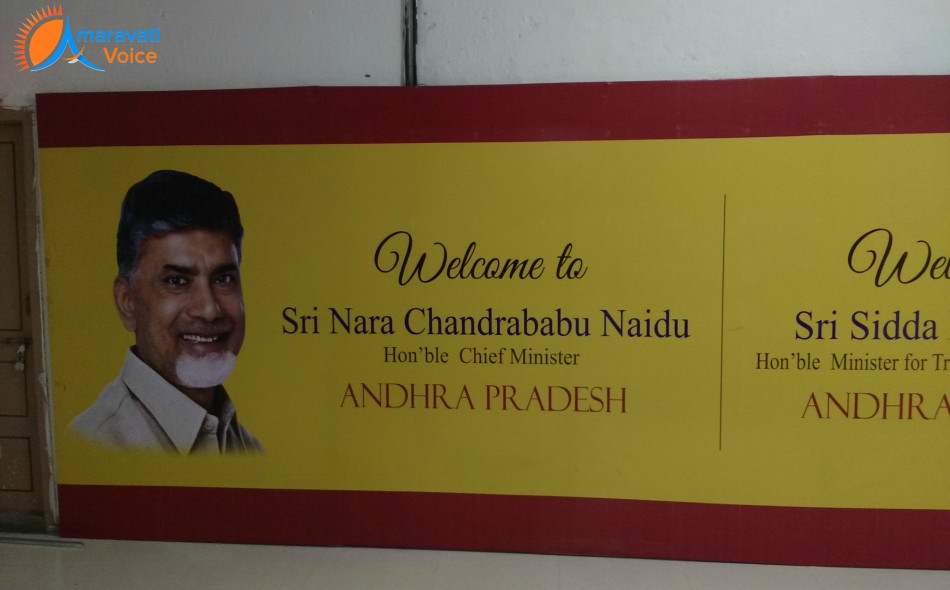 Amaravati
Voice
Welcome to
Sri Nara Chandrababu Naidu
Hon'ble Chief Minister
ANDHRA PRADESH
Sri Sidda
Hon'ble Minister for
ANDHRA